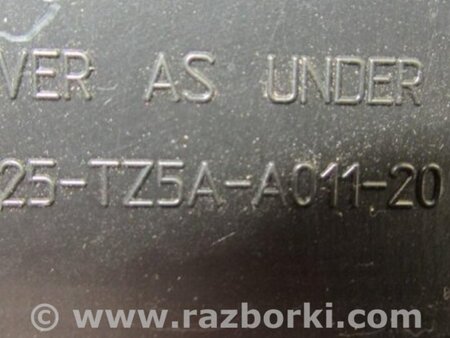 VER AS UNDER
25-TZ5A-A011-20
© www.razborki.com